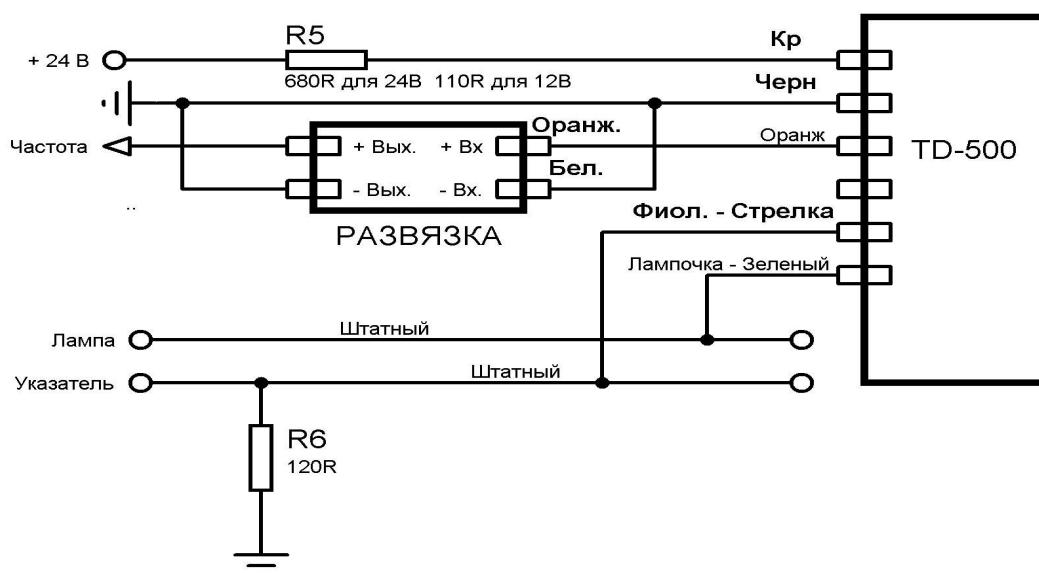 R5
Кр
+ 24 В
680R для 24В 110R для 12В
Черн
Оранж.
Частота
+ Вых.
+ Вх
Оранж
TD-500
Бел.
- Вых.
- Вх.
..
Фиол. - Стрелка
РАЗВЯЗКА
Лампочка - Зеленый
Штатный
Лампа
Штатный
Указатель
R6
120R